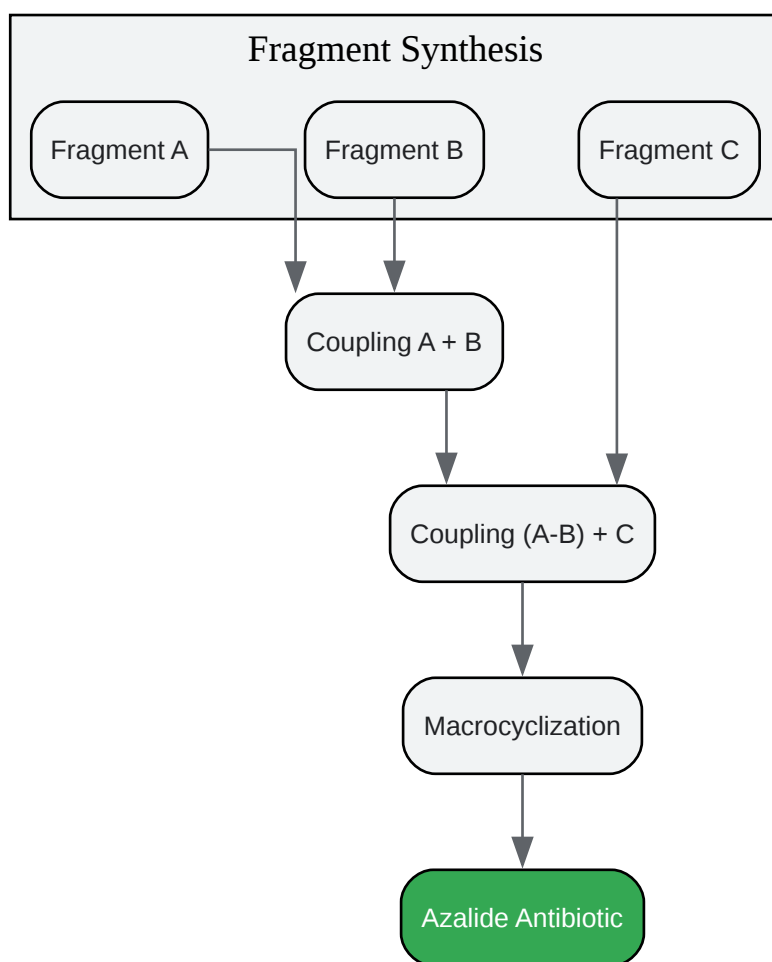 Fragment Synthesis
Fragment A
Fragment B
Fragment C
Coupling A + B
Coupling (A-B) + C
Macrocyclization
Azalide Antibiotic